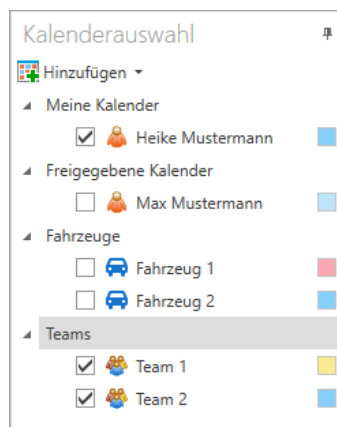 Kalenderauswahl
Hinzufügen
Meine Kalender
Heike Mustermann
Freigegebene Kalender
Max Mustermann
Fahrzeuge
Fahrzeug 1
Fahrzeug 2
Teams
Team 1
Team 2